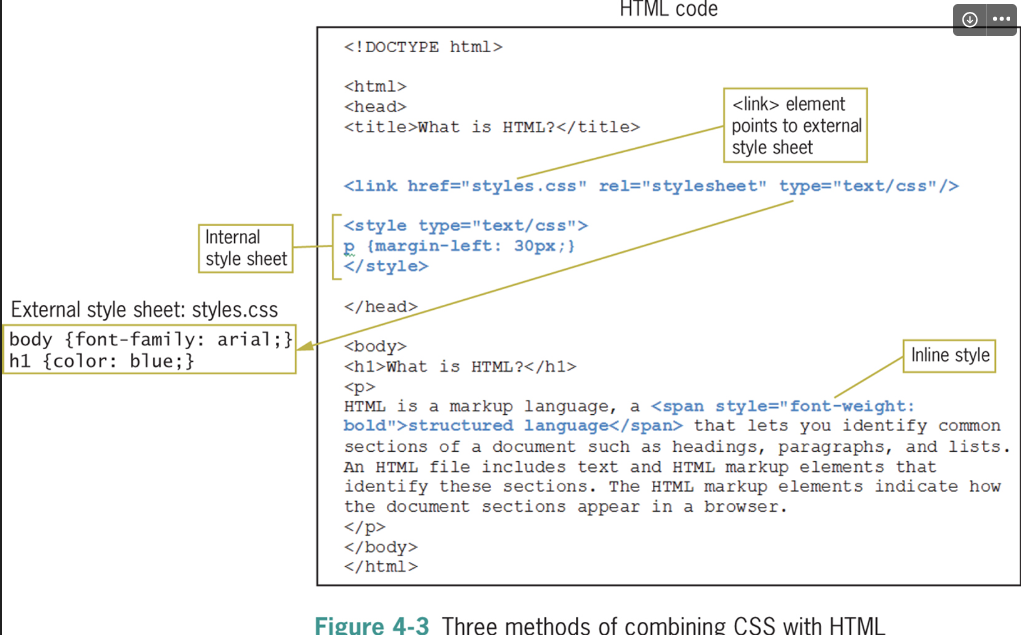 HTML code
<!DOCTYPE html>
<html>
<head>
<title>What is HTML?</title>
<link> element
points to external
style sheet
<link href="styles.css" rel="stylesheet" type="text/css"/>
Internal
style sheet
<style type="text/css">
p {margin-left: 30px;}
</style>
</head>
External style sheet: styles.css
body {font-family: arial;}
h1 {color: blue;}
<body>
<h1>What is HTML?</h1>
<p>
Inline style
HTML is a markup language, a <span style="font-weight:
bold">structured language</span> that lets you identify common
sections of a document such as headings, paragraphs, and lists.
An HTML file includes text and HTML markup elements that
identify these sections. The HTML markup elements indicate how
the document sections appear in a browser.
</p>
</body>
</html>
Figure 4-3 Three methods of combining CSS with HTML